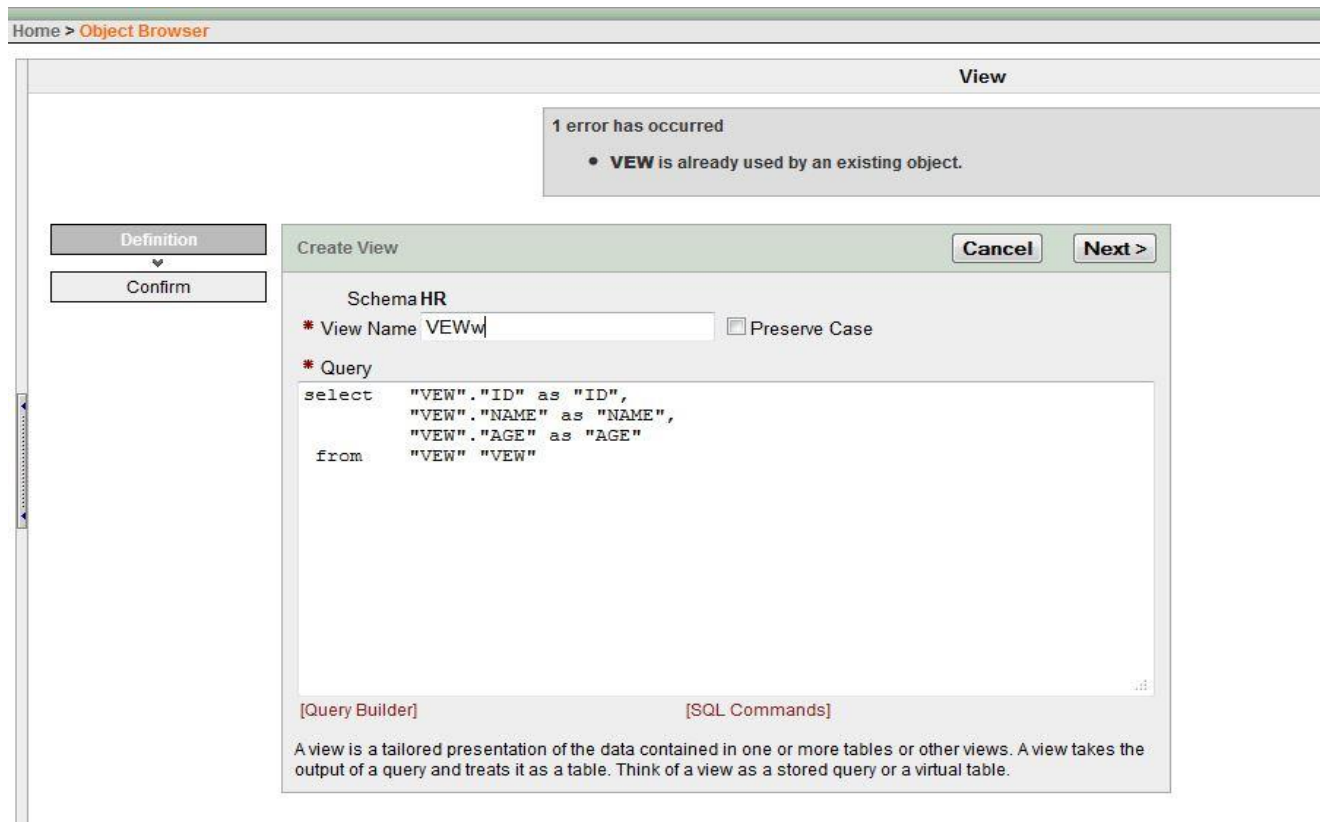 Home > Object Browser
View
1 error has occurred
• VEW is already used by an existing object.
Definition
Confirm
Create View
Cancel
Next >
Schema HR
* View Name VEWw
Preserve Case
* Query
select "VEW"."ID" as "ID",
"VEW"."NAME" as "NAME",
"VEW"."AGE" as "AGE"
from "VEW" "VEW"
[Query Builder] [SQL Commands]
A view is a tailored presentation of the data contained in one or more tables or other views. A view takes the
output of a query and treats it as a table. Think of a view as a stored query or a virtual table.